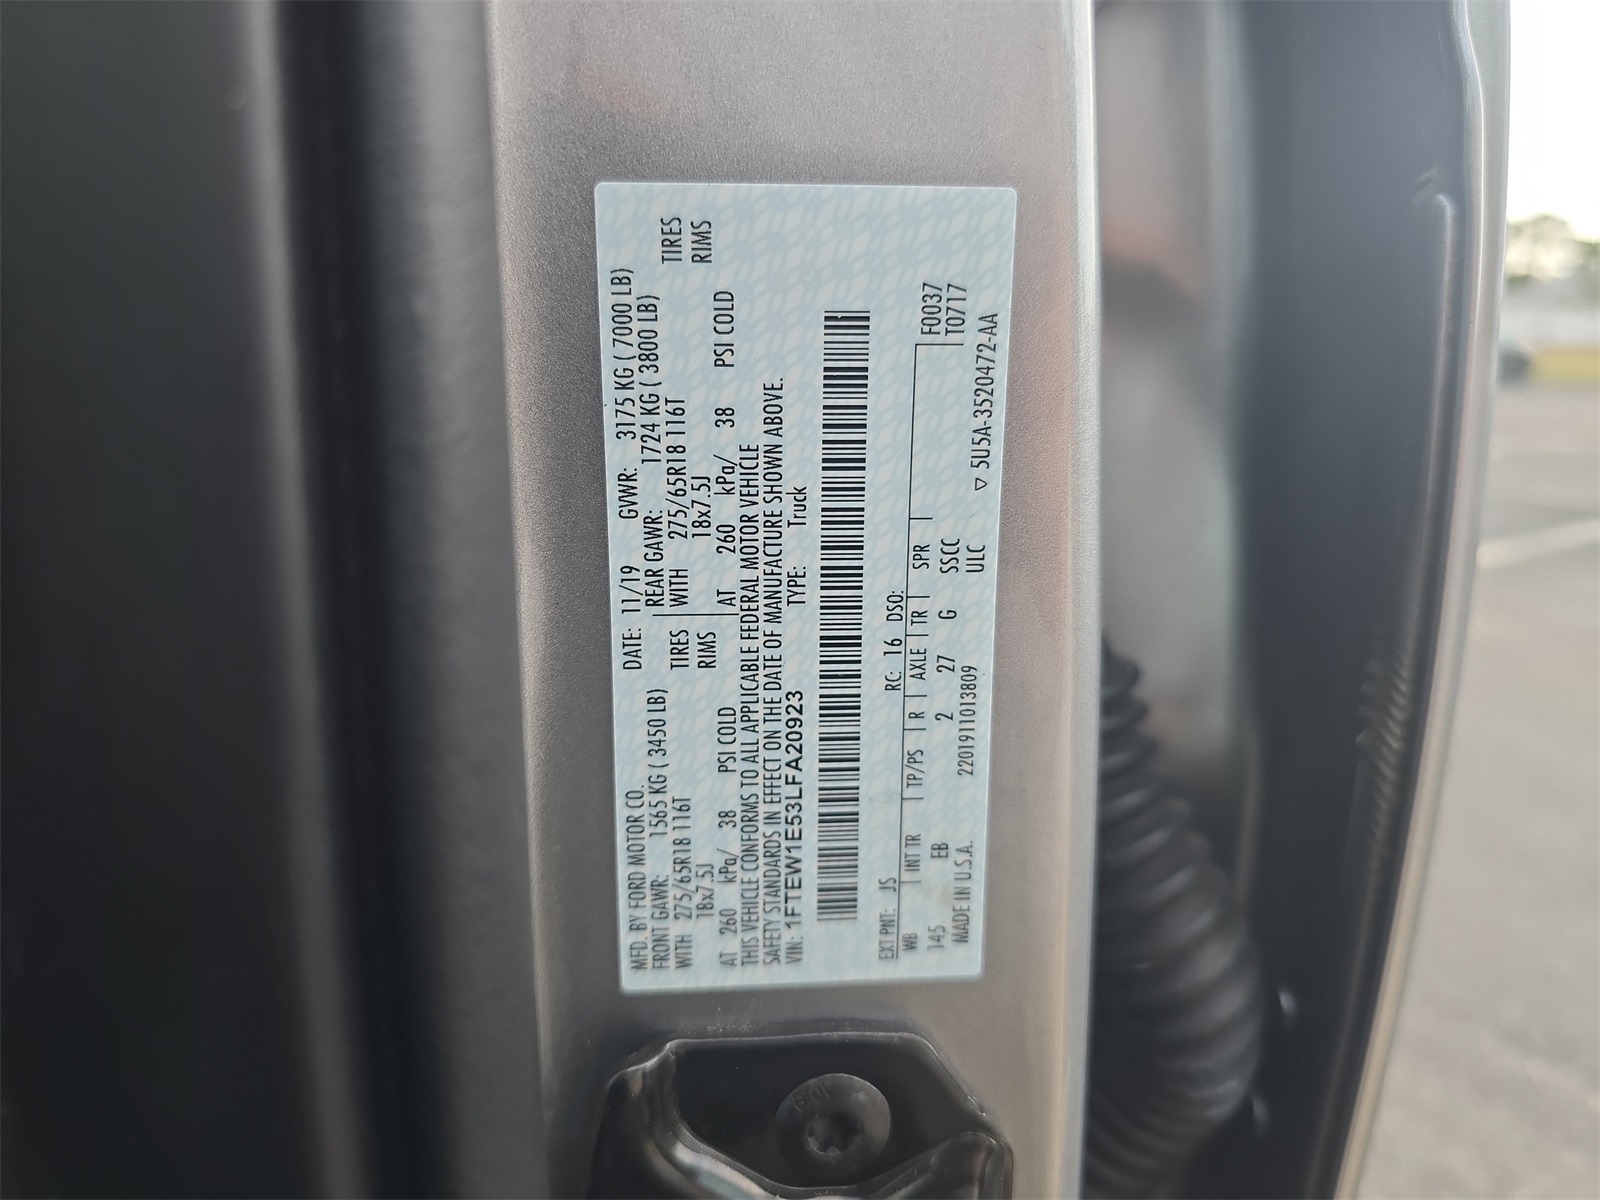 MFD. BY FORD MOTOR CO. DATE: 11/19 GVWR: 3175 KG ( 7000 LB)
FRONT GAWR: 1565 KG ( 3450 LB) REAR GAWR: 1724 KG ( 3800 LB)
WITH 275/65R18 116T TIRES WITH 275/65R18 116T TIRES
18x7.5J RIMS 18x7.5J RIMS
AT 260 kPa/ 38 PSI COLD AT 260 kPa/ 38 PSI COLD
THIS VEHICLE CONFORMS TO ALL APPLICABLE FEDERAL MOTOR VEHICLE
SAFETY STANDARDS IN EFFECT ON THE DATE OF MANUFACTURE SHOWN ABOVE.
VIN: 1FTEW1E53LFA20923 TYPE: Truck
EXT PNT: JS RC: 16 DSO:
WB INT TR TP/PS R AXLE TR SPR F0037
145 EB 2 27 G SSCC T0717
MADE IN U.S.A. 2201911013809 ULC ▽ 5U5A-3520472-AA